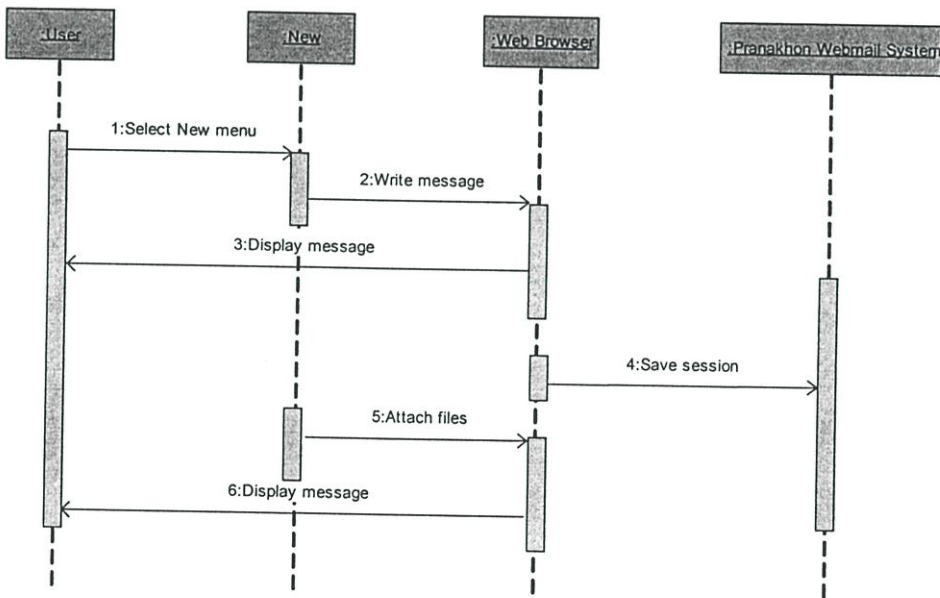 :User
:New
:Web Browser
:Pranakhon Webmail System
1:Select New menu
2:Write message
3:Display message
4:Save session
5:Attach files
6:Display message